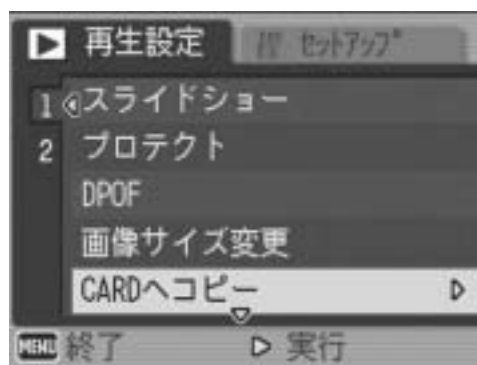 再生設定 セットアップ
1 スライドショー
2 プロテクト
DPOF
画像サイズ変更
CARDへコピー
MENU 終了 実行